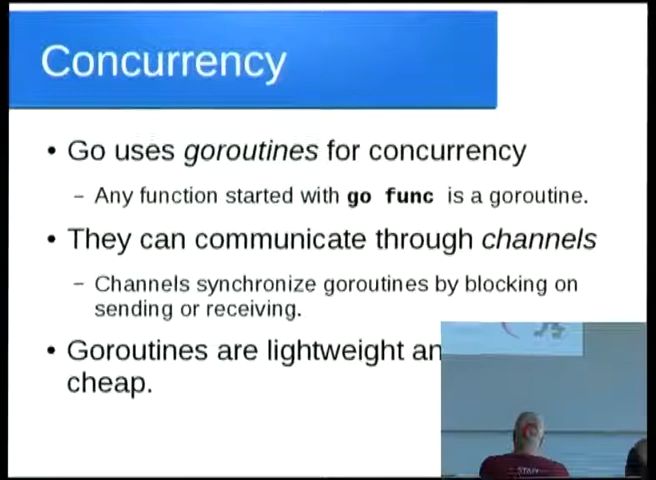 Concurrency
• Go uses goroutines for concurrency
– Any function started with go func is a goroutine.
• They can communicate through channels
– Channels synchronize goroutines by blocking on
sending or receiving.
• Goroutines are lightweight
cheap.
STAFF